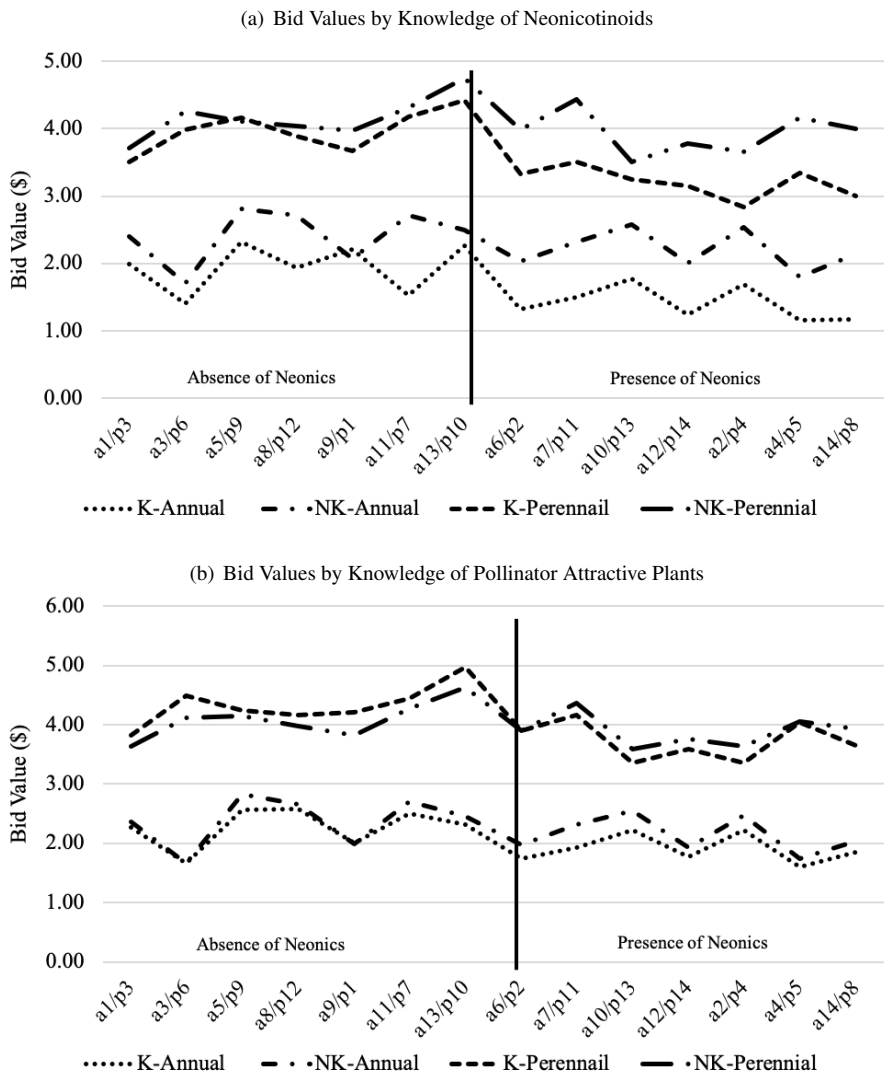 (a) Bid Values by Knowledge of Neonicotinoids
5.00
4.00
3.00
2.00
1.00
0.00
Bid Value ($)
Absence of Neonics
Presence of Neonics
a1/p3
a3/p6
a5/p9
a8/p12
a9/p1
a11/p7
a13/p10
a6/p2
a7/p11
a10/p13
a12/p14
a2/p4
a4/p5
a14/p8
K-Annual NK-Annual K-Perennail NK-Perennial
(b) Bid Values by Knowledge of Pollinator Attractive Plants
6.00
5.00
4.00
3.00
2.00
1.00
0.00
Bid Value ($)
Absence of Neonics
Presence of Neonics
a1/p3
a3/p6
a5/p9
a8/p12
a9/p1
a11/p7
a13/p10
a6/p2
a7/p11
a10/p13
a12/p14
a2/p4
a4/p5
a14/p8
K-Annual NK-Annual K-Perennail NK-Perennial